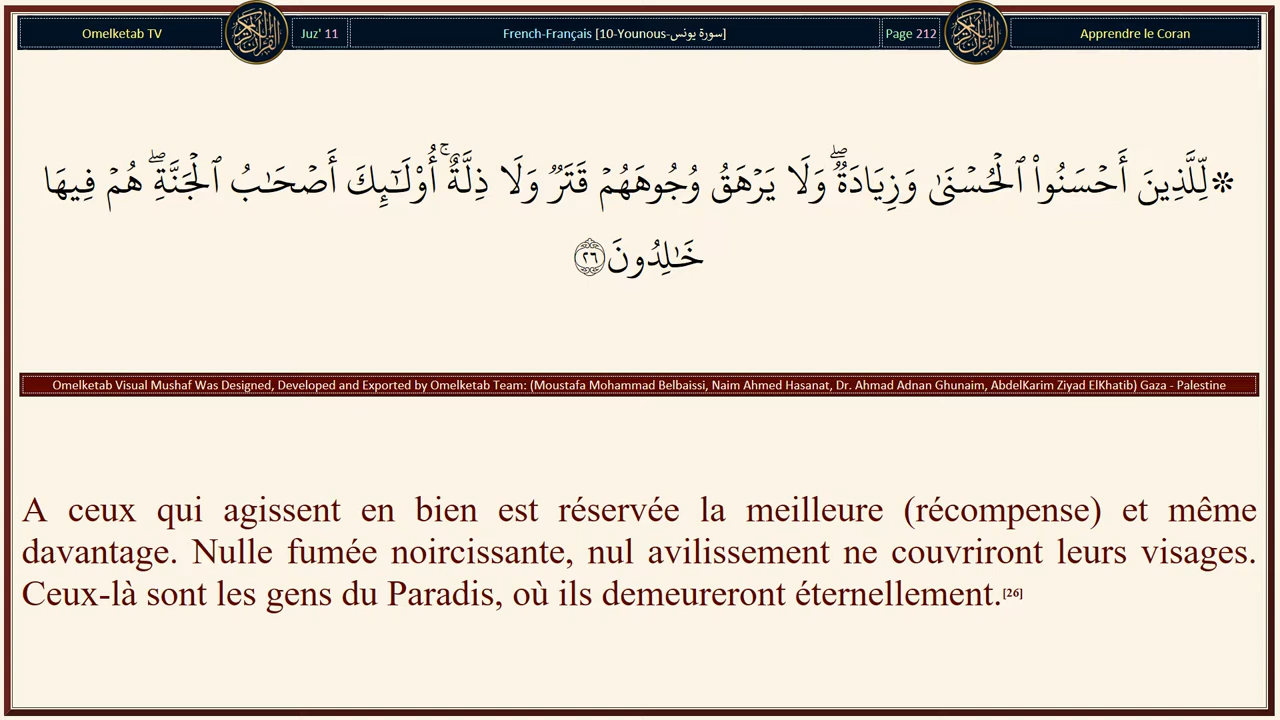 Omelketab TV
Juz' 11
French-Français [10-Younous-سورة يونس]
Page 212
Apprendre le Coran
۞ لِّلَّذِينَ أَحۡسَنُواْ ٱلۡحُسۡنَىٰ وَزِيَادَةٞۖ وَلَا يَرۡهَقُ وُجُوهَهُمۡ قَتَرٞ وَلَا ذِلَّةٌۚ أُوْلَٰٓئِكَ أَصۡحَٰبُ ٱلۡجَنَّةِۖ هُمۡ فِيهَا
خَٰلِدُونَ ٢٦
Omelketab Visual Mushaf Was Designed, Developed and Exported by Omelketab Team: (Moustafa Mohammad Belbaissi, Naim Ahmed Hasanat, Dr. Ahmad Adnan Ghunaim, AbdelKarim Ziyad ElKhatib) Gaza - Palestine
A ceux qui agissent en bien est réservée la meilleure (récompense) et même
davantage. Nulle fumée noircissante, nul avilissement ne couvriront leurs visages.
Ceux-là sont les gens du Paradis, où ils demeureront éternellement.[26]